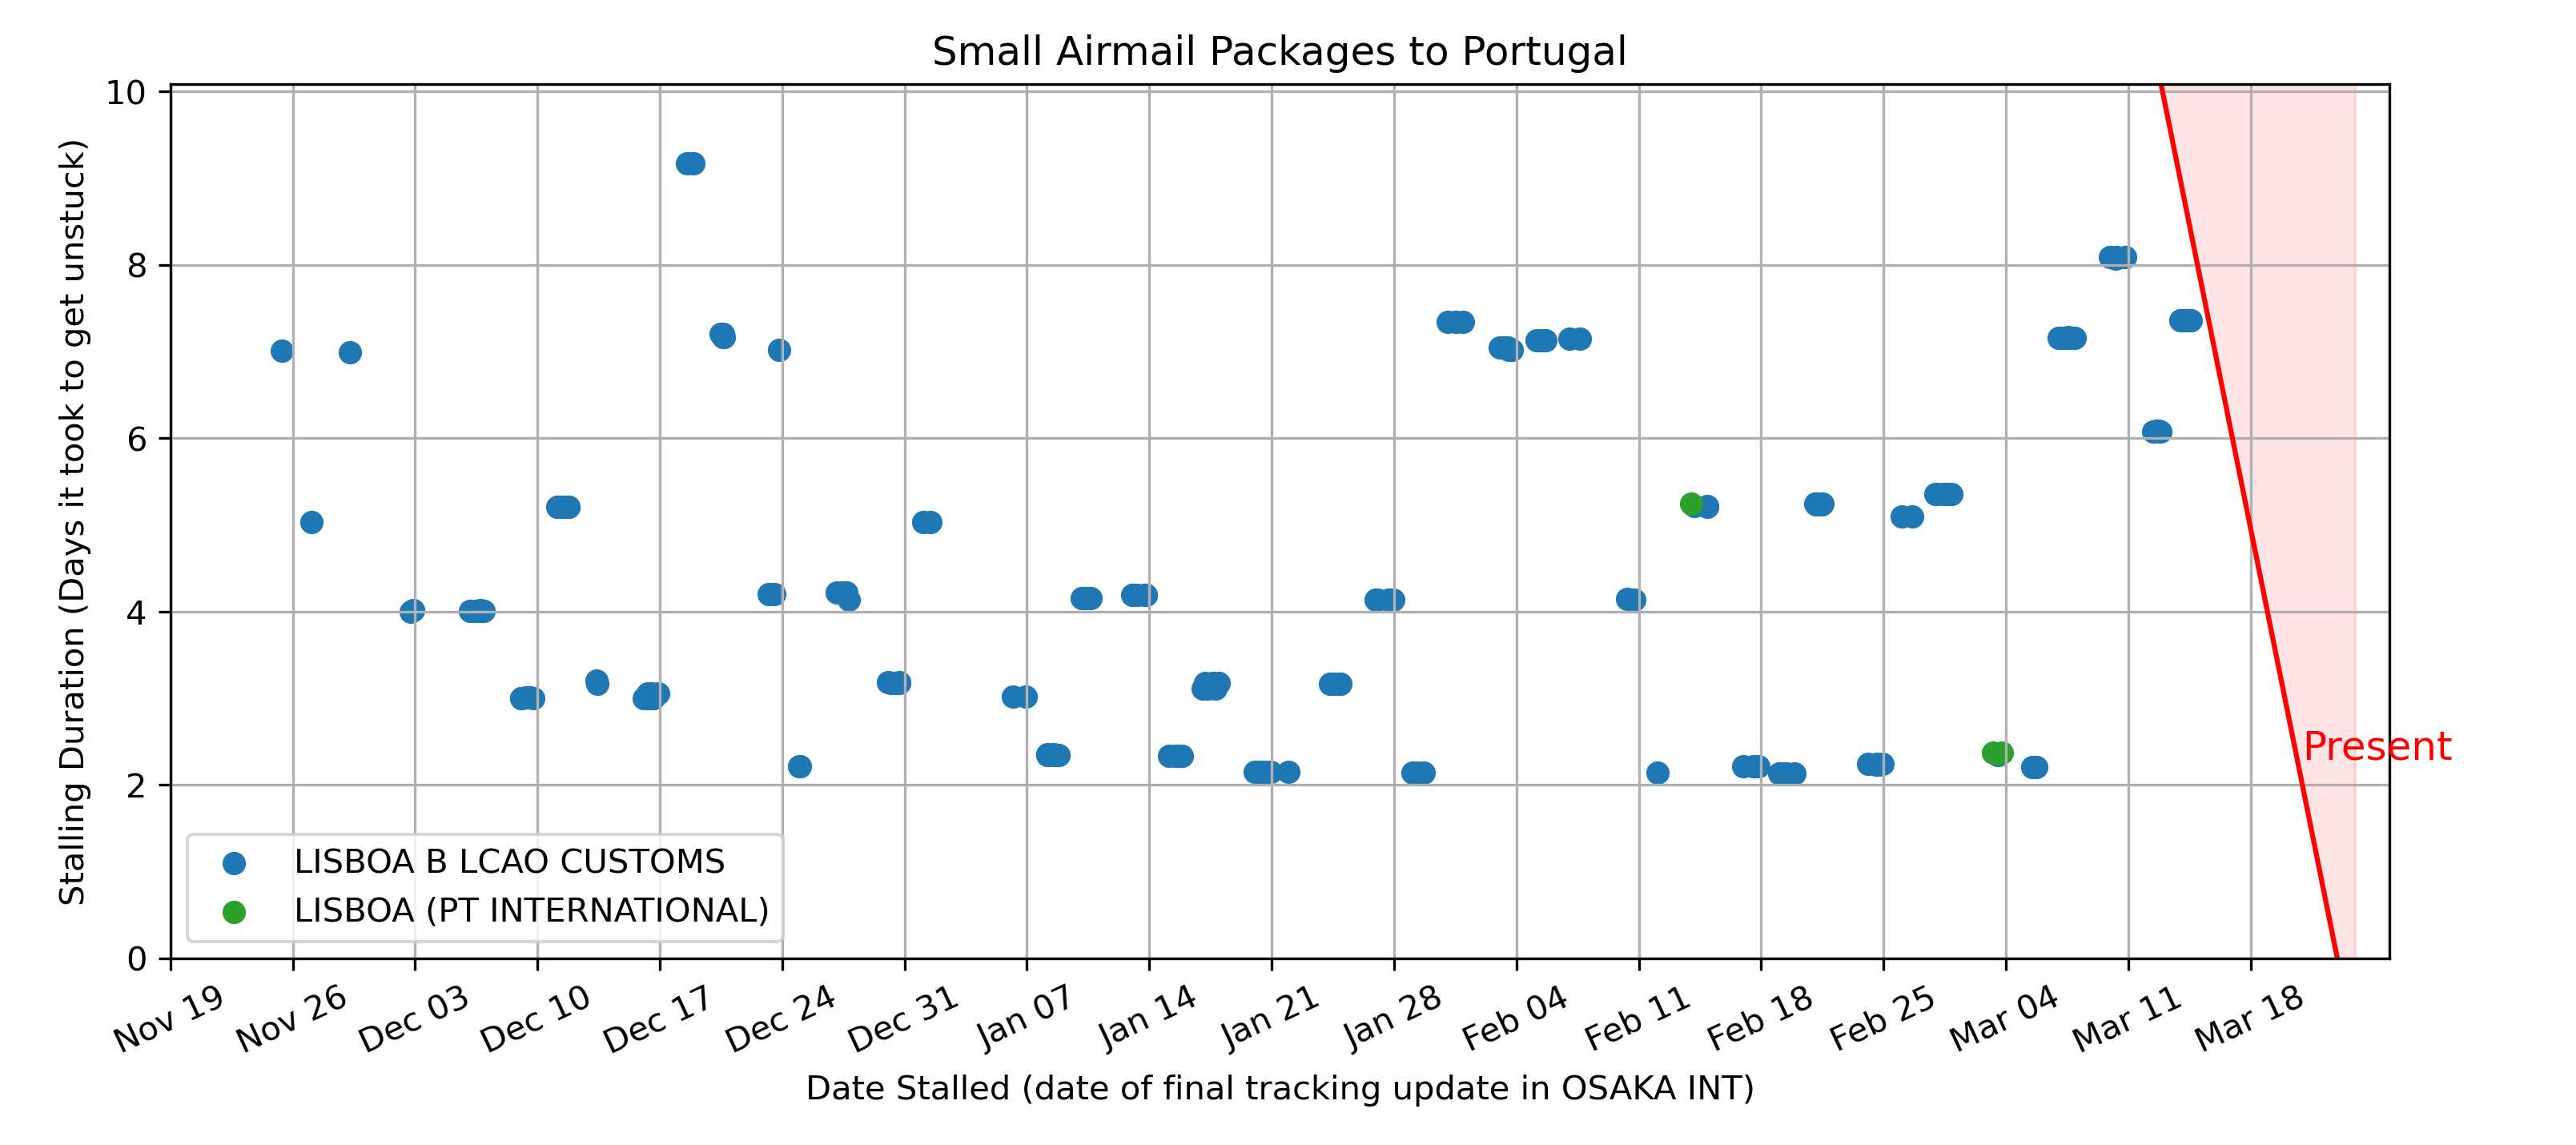 Small Airmail Packages to Portugal
Stalling Duration (Days it took to get unstuck)
10
8
6
4
2
0
Present
LISBOA B LCAO CUSTOMS
LISBOA (PT INTERNATIONAL)
Nov 19
Nov 26
Dec 03
Dec 10
Dec 17
Dec 24
Dec 31
Jan 07
Jan 14
Jan 21
Jan 28
Feb 04
Feb 11
Feb 18
Feb 25
Mar 04
Mar 11
Mar 18
Date Stalled (date of final tracking update in OSAKA INT)